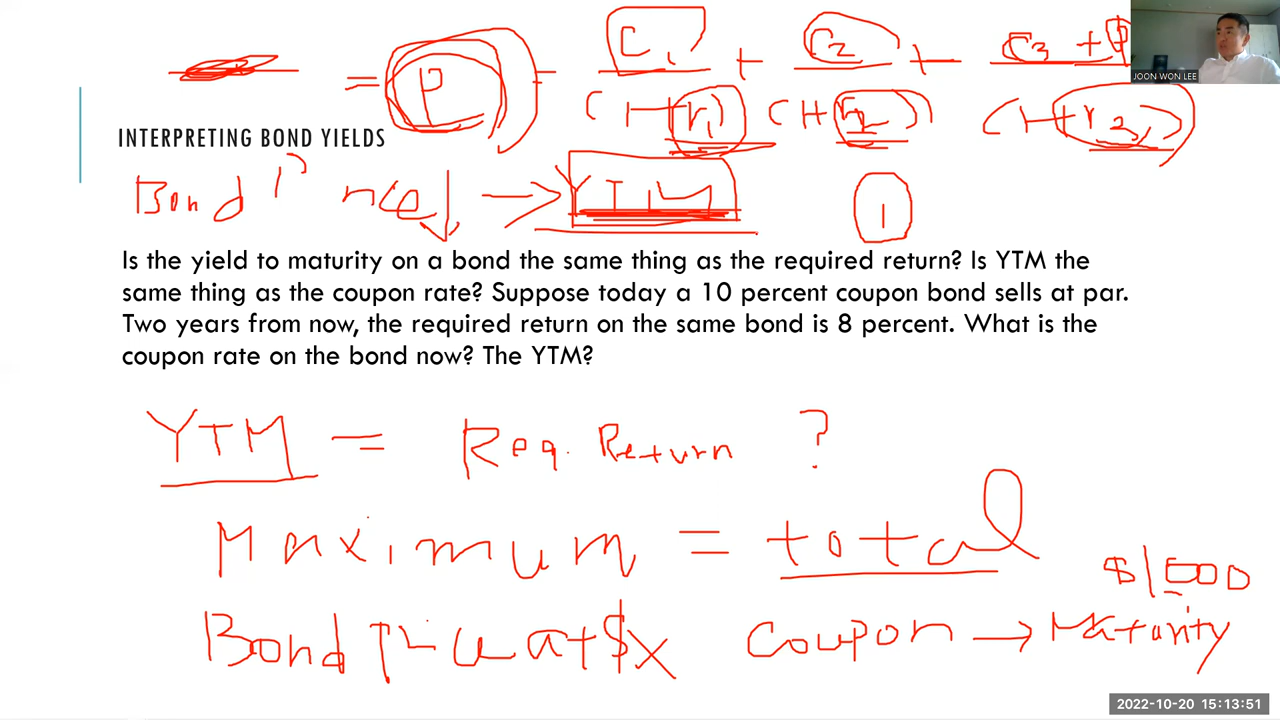 = P = C1 + C2 + C3 +
(1+r1) (1+r2) (1+r3)
JOON WON LEE
INTERPRETING BOND YIELDS
Bond Price ↓ → YTM 1
Is the yield to maturity on a bond the same thing as the required return? Is YTM the
same thing as the coupon rate? Suppose today a 10 percent coupon bond sells at par.
Two years from now, the required return on the same bond is 8 percent. What is the
coupon rate on the bond now? The YTM?
YTM = Req. Return ?
Maximum = total
$1000
Bond Price at $x Coupon → Maturity
2022-10-20 15:13:51